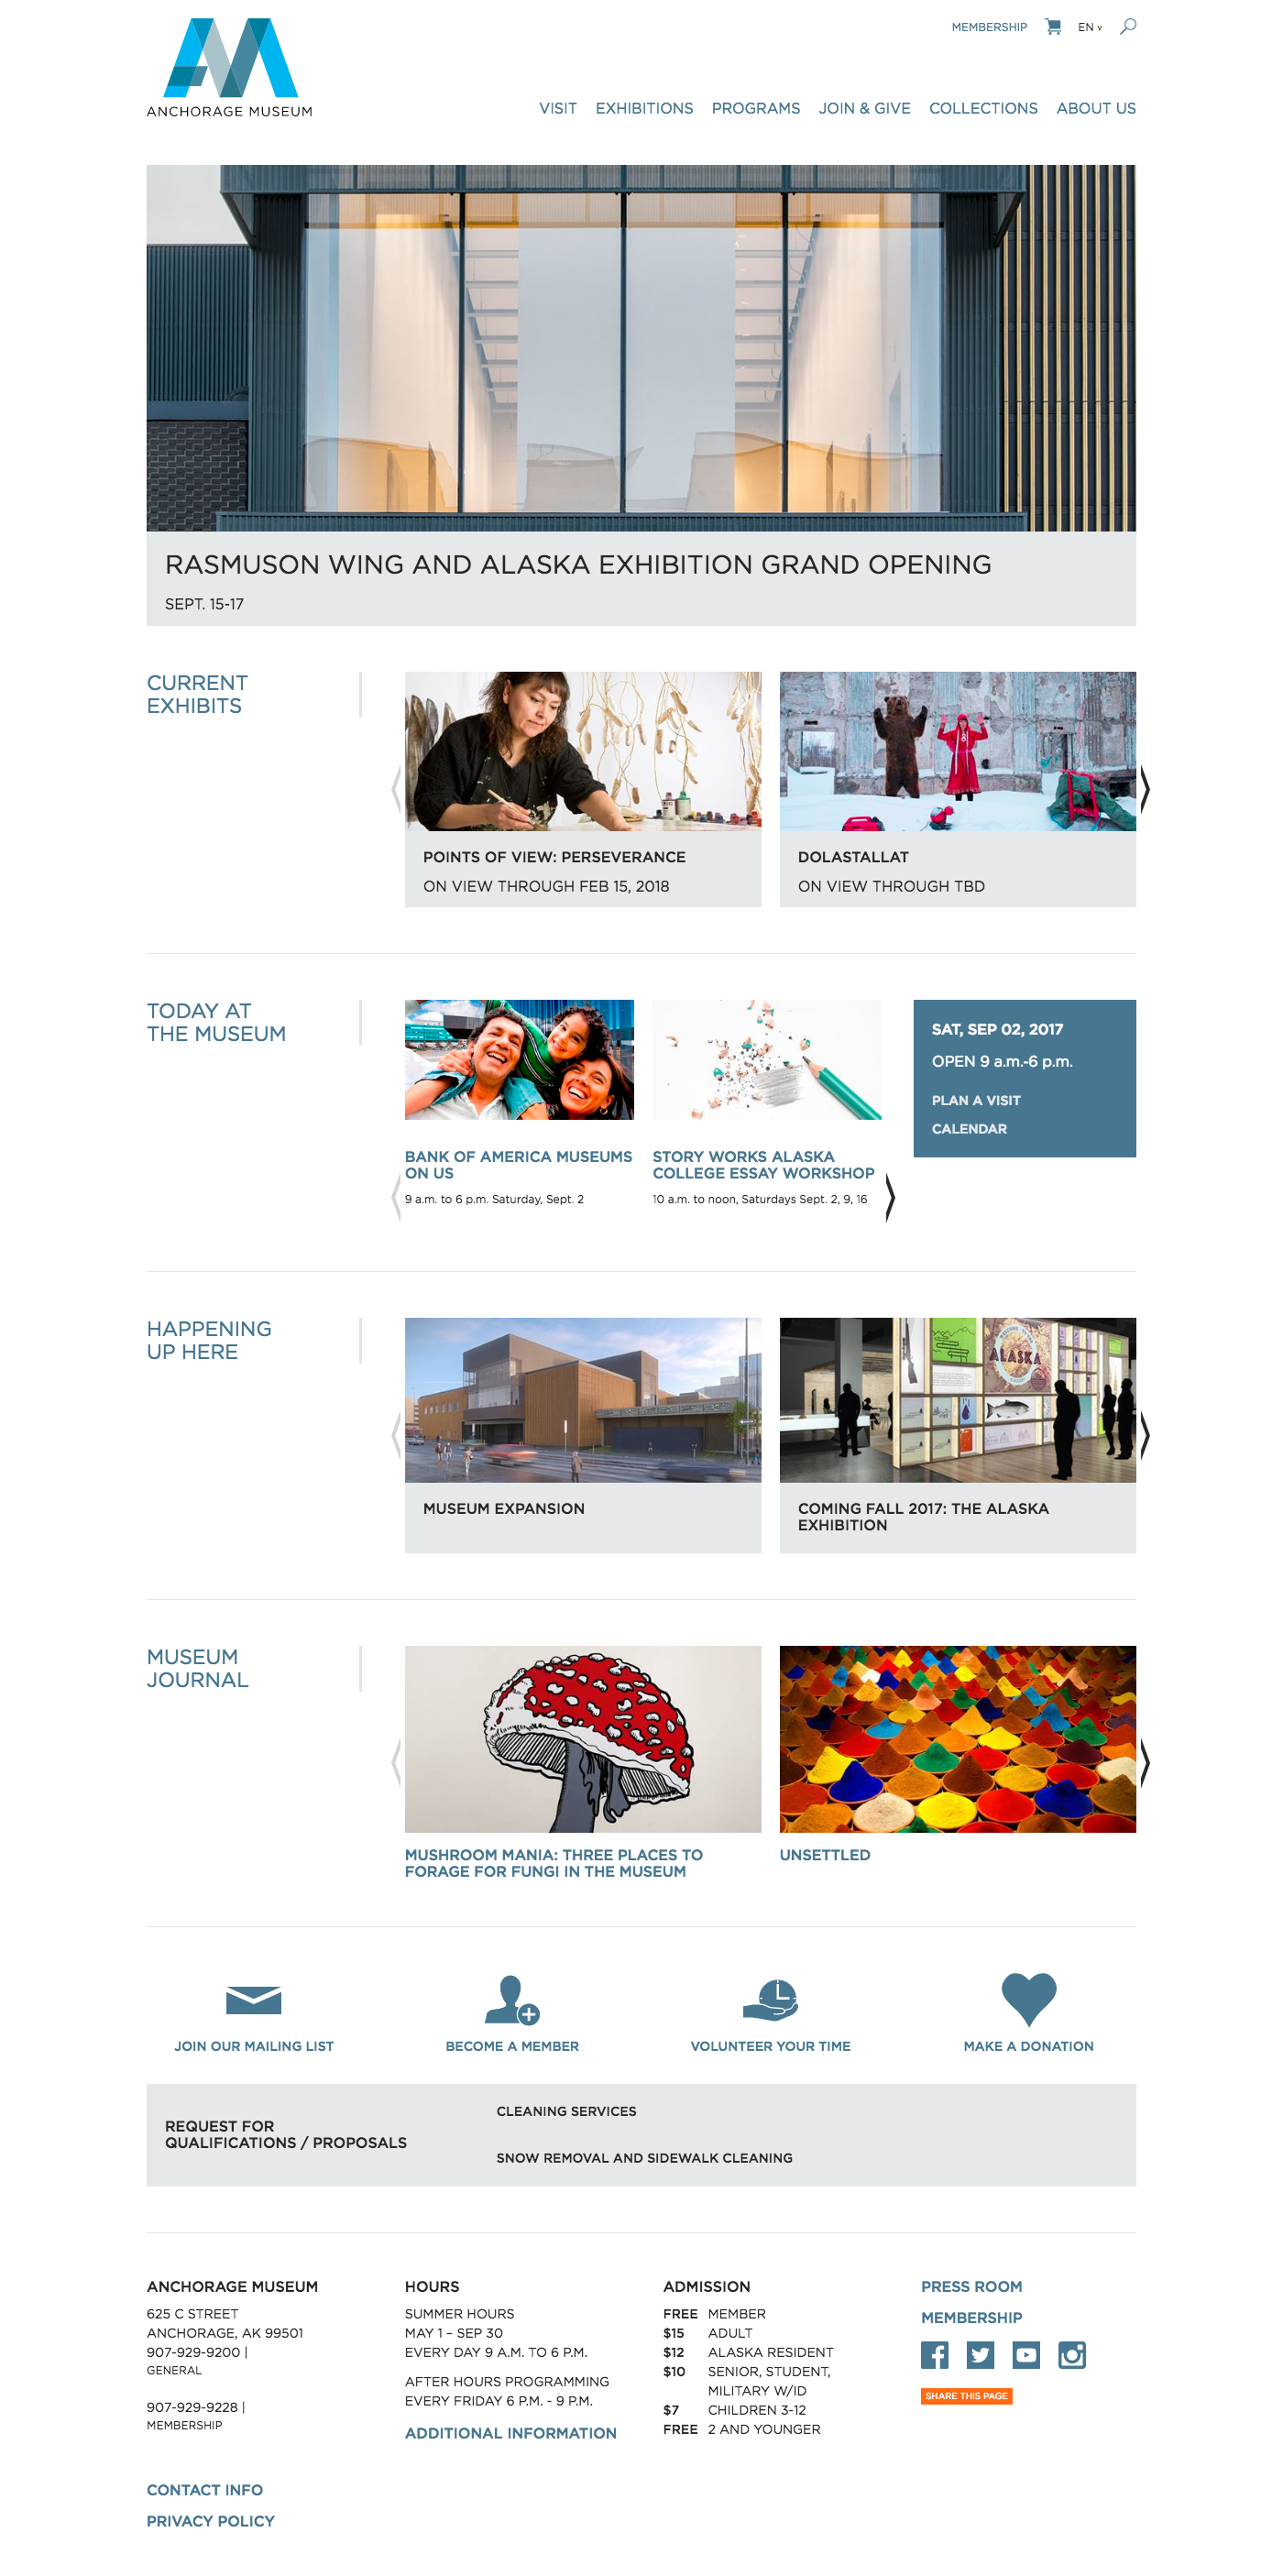 ANCHORAGE MUSEUM
MEMBERSHIP
EN v
VISIT EXHIBITIONS PROGRAMS JOIN & GIVE COLLECTIONS ABOUT US
RASMUSON WING AND ALASKA EXHIBITION GRAND OPENING
SEPT. 15-17
CURRENT
EXHIBITS
POINTS OF VIEW: PERSEVERANCE
ON VIEW THROUGH FEB 15, 2018
DOLASTALLAT
ON VIEW THROUGH TBD
TODAY AT
THE MUSEUM
BANK OF AMERICA MUSEUMS
ON US
9 a.m. to 6 p.m. Saturday, Sept. 2
STORY WORKS ALASKA
COLLEGE ESSAY WORKSHOP
10 a.m. to noon, Saturdays Sept. 2, 9, 16
SAT, SEP 02, 2017
OPEN 9 a.m.-6 p.m.
PLAN A VISIT
CALENDAR
HAPPENING
UP HERE
MUSEUM EXPANSION
ALASKA
COMING FALL 2017: THE ALASKA
EXHIBITION
MUSEUM
JOURNAL
MUSHROOM MANIA: THREE PLACES TO
FORAGE FOR FUNGI IN THE MUSEUM
UNSETTLED
JOIN OUR MAILING LIST
BECOME A MEMBER
VOLUNTEER YOUR TIME
MAKE A DONATION
REQUEST FOR
QUALIFICATIONS / PROPOSALS
CLEANING SERVICES
SNOW REMOVAL AND SIDEWALK CLEANING
ANCHORAGE MUSEUM
625 C STREET
ANCHORAGE, AK 99501
907-929-9200 |
GENERAL
907-929-9228 |
MEMBERSHIP
CONTACT INFO
PRIVACY POLICY
HOURS
SUMMER HOURS
MAY 1 – SEP 30
EVERY DAY 9 A.M. TO 6 P.M.
AFTER HOURS PROGRAMMING
EVERY FRIDAY 6 P.M. - 9 P.M.
ADDITIONAL INFORMATION
ADMISSION
FREE MEMBER
$15 ADULT
$12 ALASKA RESIDENT
$10 SENIOR, STUDENT,
MILITARY W/ID
$7 CHILDREN 3-12
FREE 2 AND YOUNGER
PRESS ROOM
MEMBERSHIP
SHARE THIS PAGE